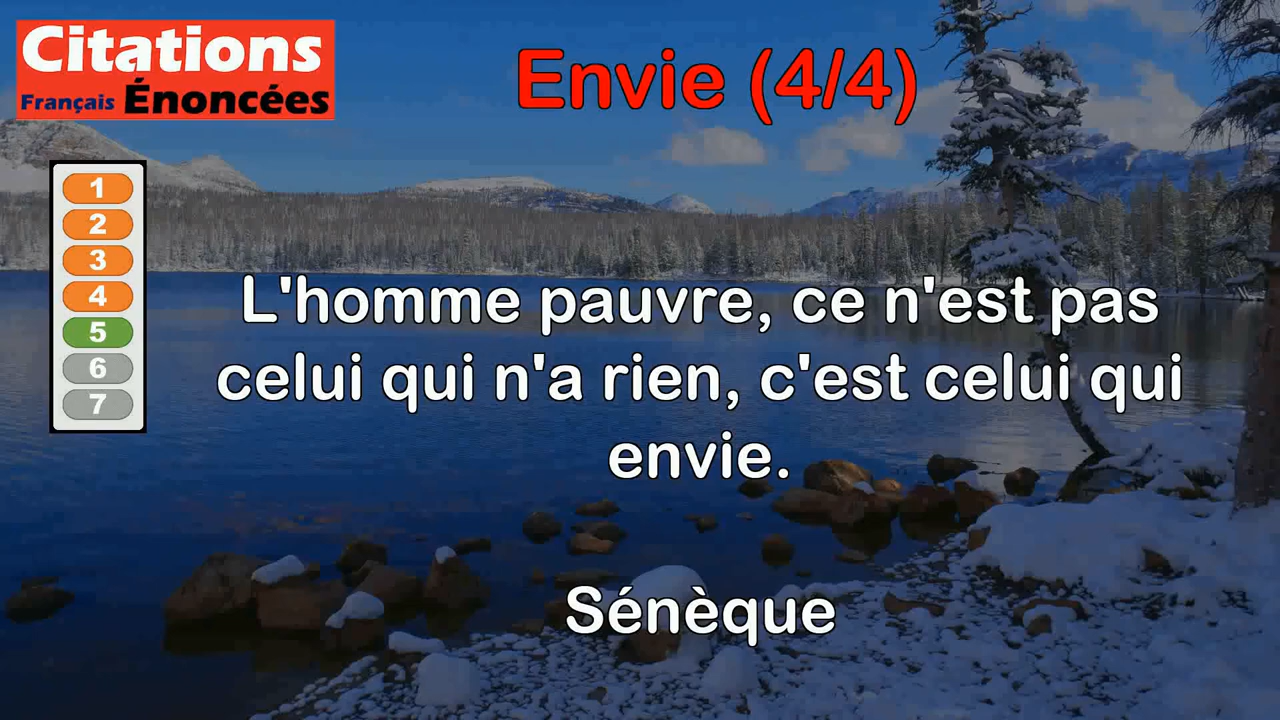 Citations
Français Énoncées
Envie (4/4)
1
2
3
4
5
6
7
L'homme pauvre, ce n'est pas
celui qui n'a rien, c'est celui qui
envie.
Sénèque